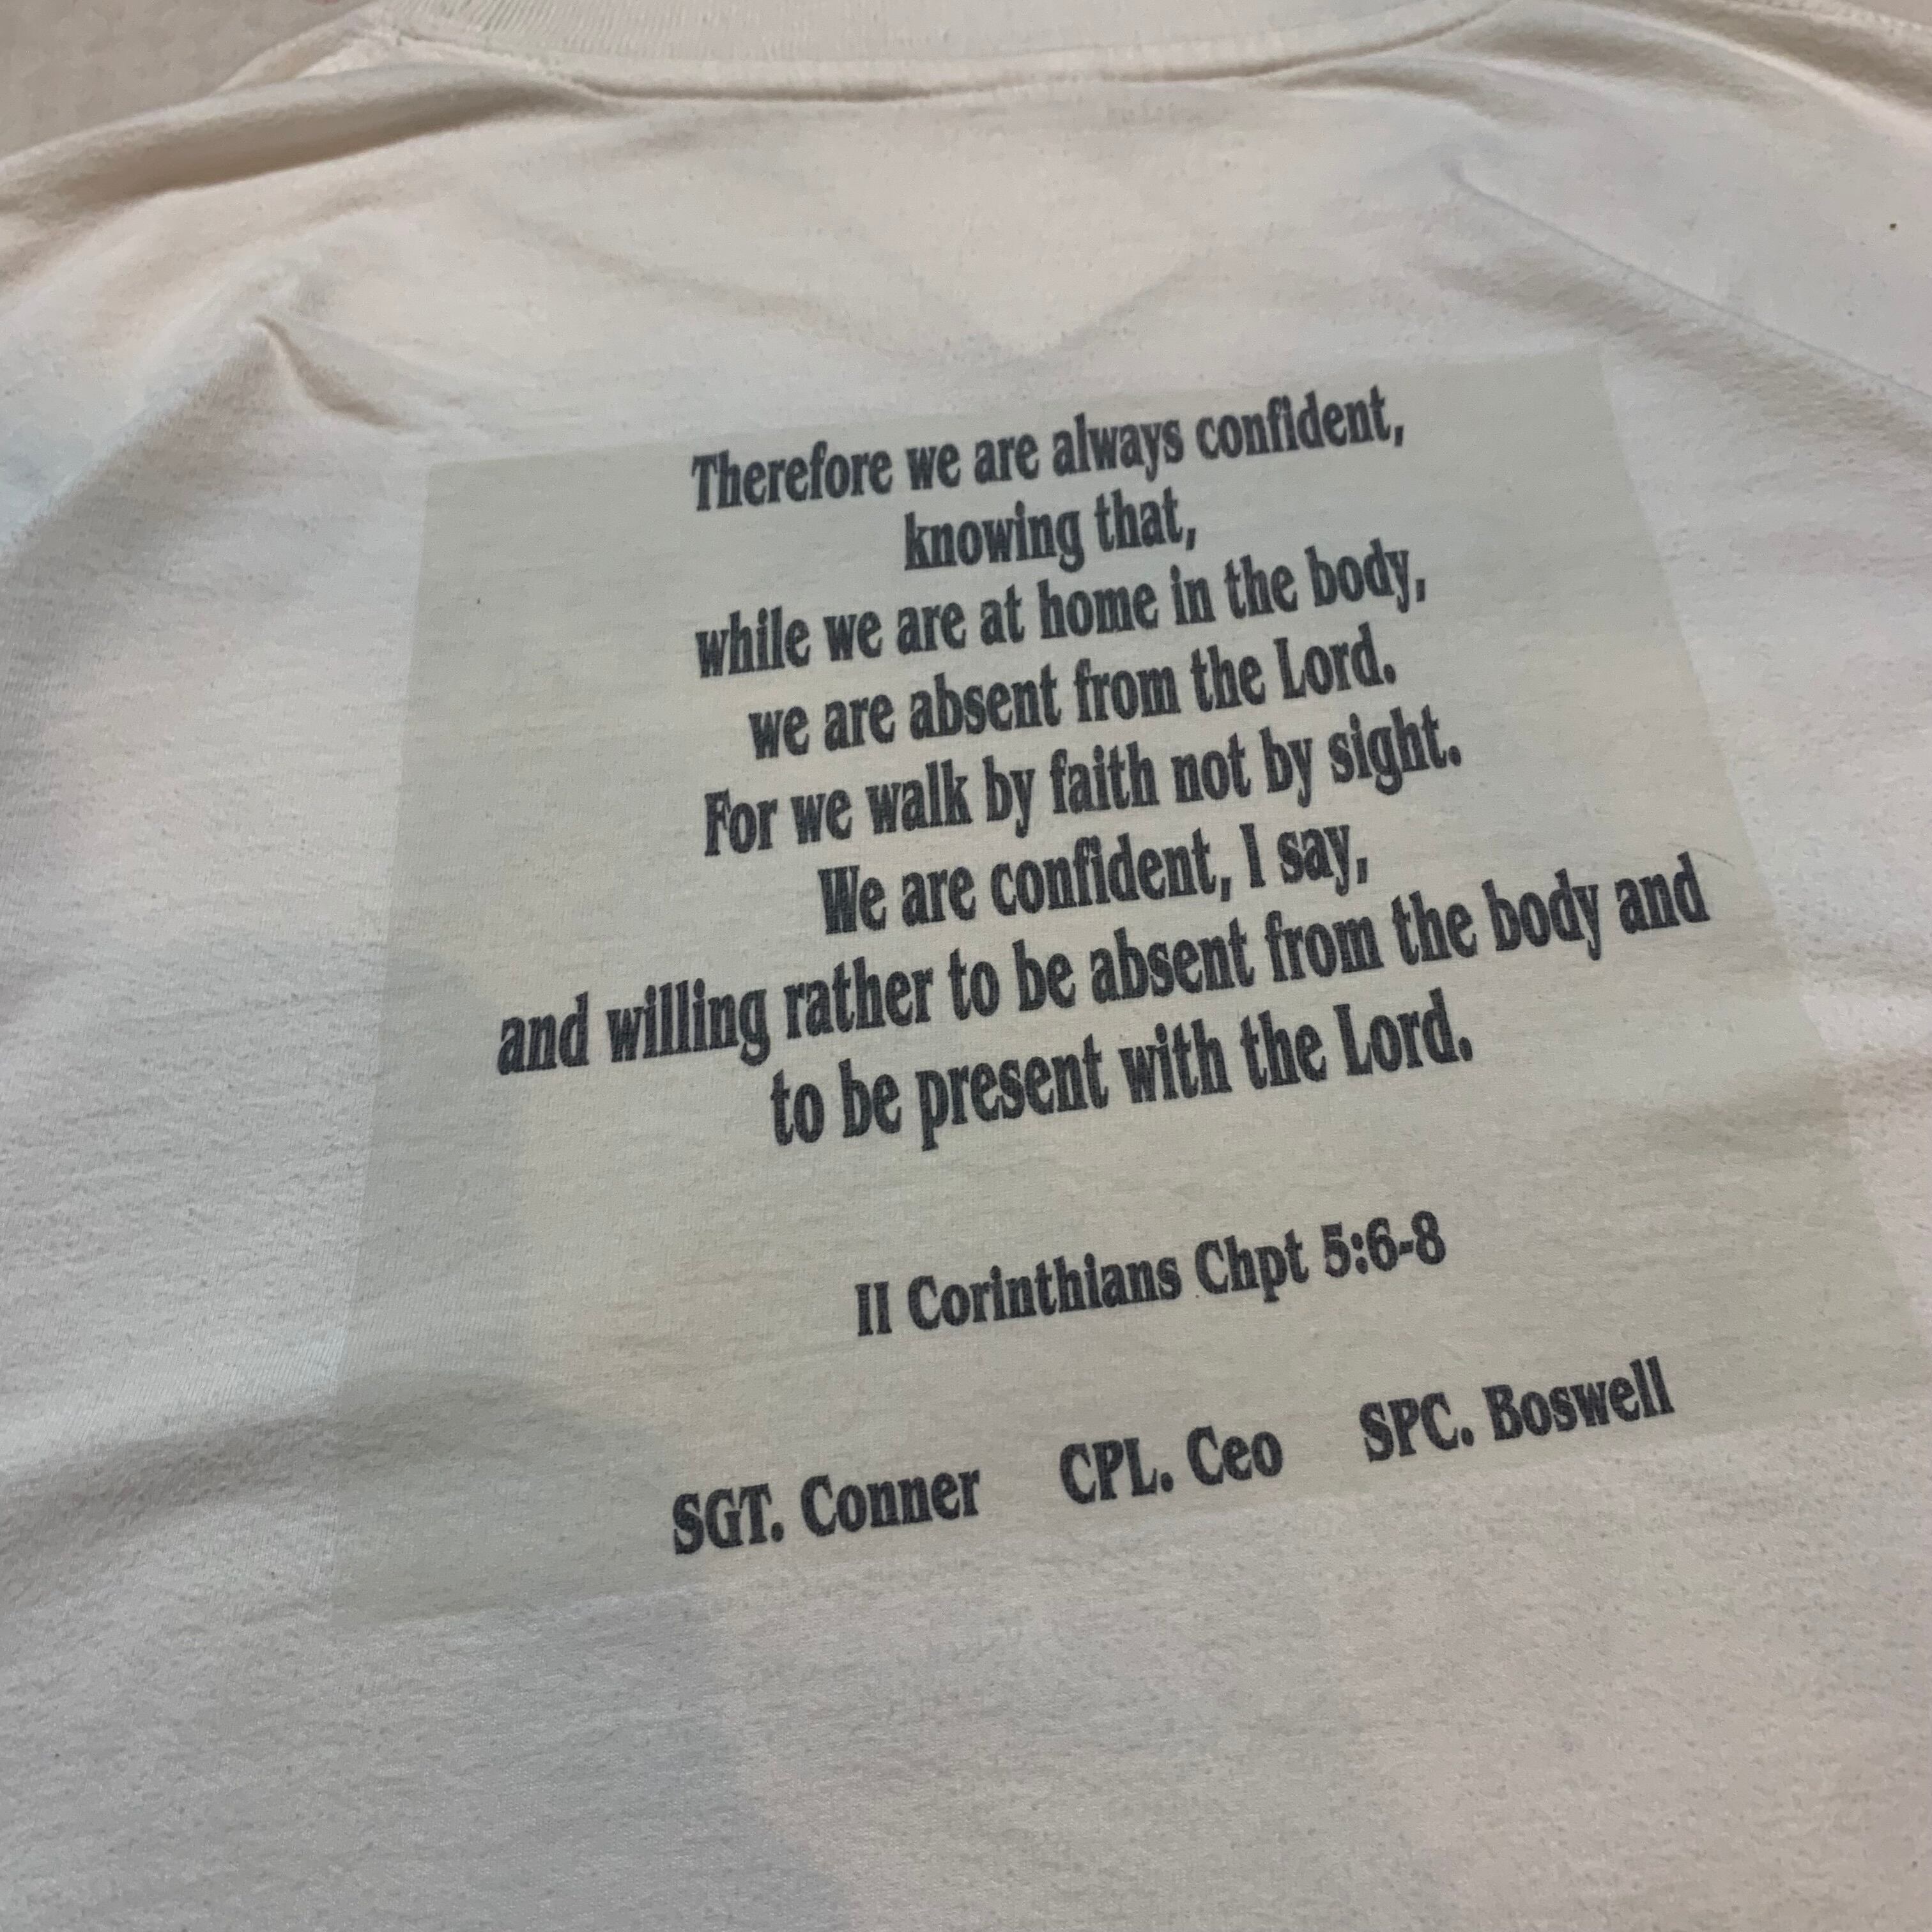 Therefore we are always confident,
knowing that,
while we are at home in the body,
we are absent from the Lord.
For we walk by faith not by sight.
We are confident, I say,
and willing rather to be absent from the body and
to be present with the Lord.
II Corinthians Chpt 5:6-8
SGT. Conner CPL. Ceo SPC. Boswell